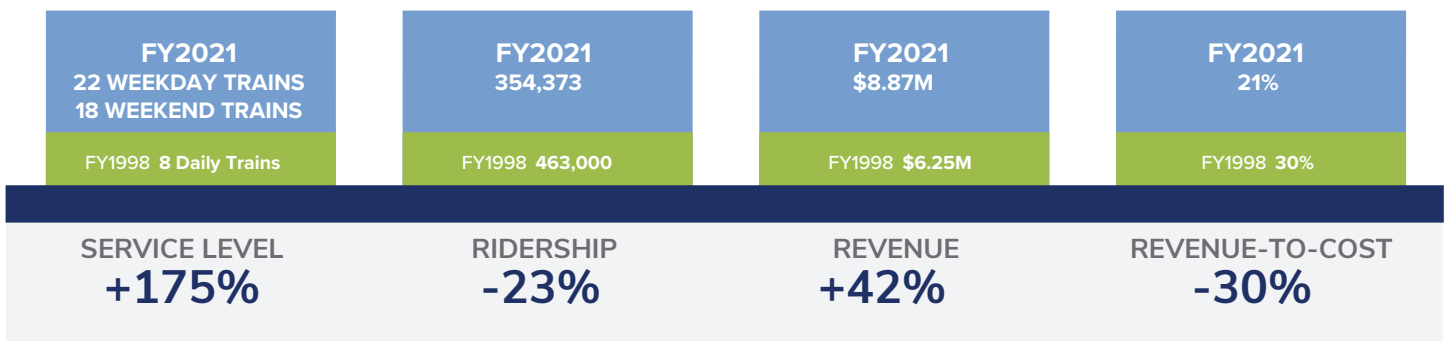 FY2021
22 WEEKDAY TRAINS
18 WEEKEND TRAINS
FY1998 8 Daily Trains
SERVICE LEVEL
+175%
FY2021
354,373
FY1998 463,000
RIDERSHIP
-23%
FY2021
$8.87M
FY1998 $6.25M
REVENUE
+42%
FY2021
21%
FY1998 30%
REVENUE-TO-COST
-30%